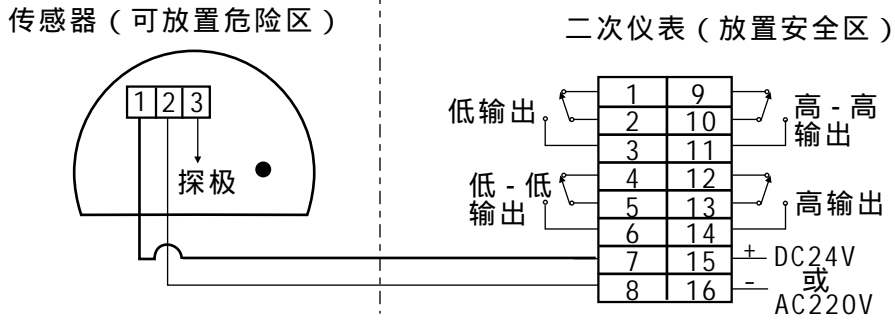 传感器（可放置危险区）
二次仪表（放置安全区）
1 2 3
探极
低输出
低-低
输出
1 9
2 10
3 11
4 12
5 13
6 14
7 15
8 16
高-高
输出
高输出
+ DC24V
或
- AC220V